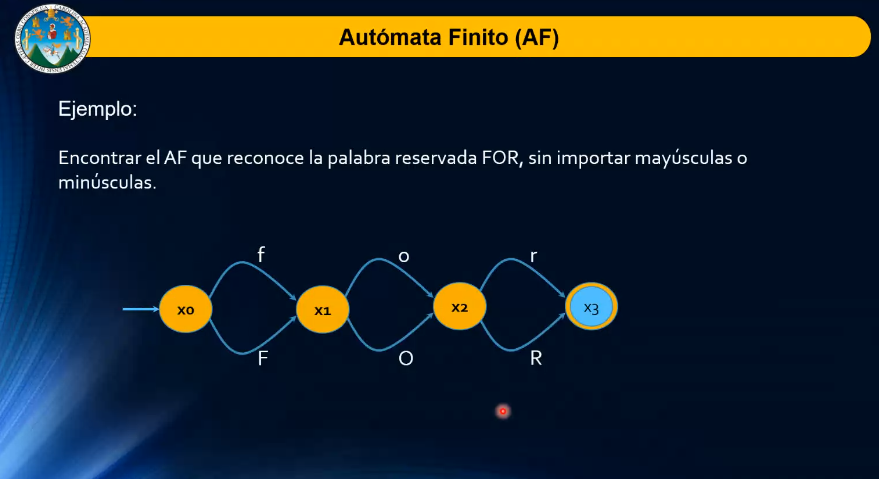 Autómata Finito (AF)
Ejemplo:
Encontrar el AF que reconoce la palabra reservada FOR, sin importar mayúsculas o
minúsculas.
f o r
x0 x1 x2 x3
F O R